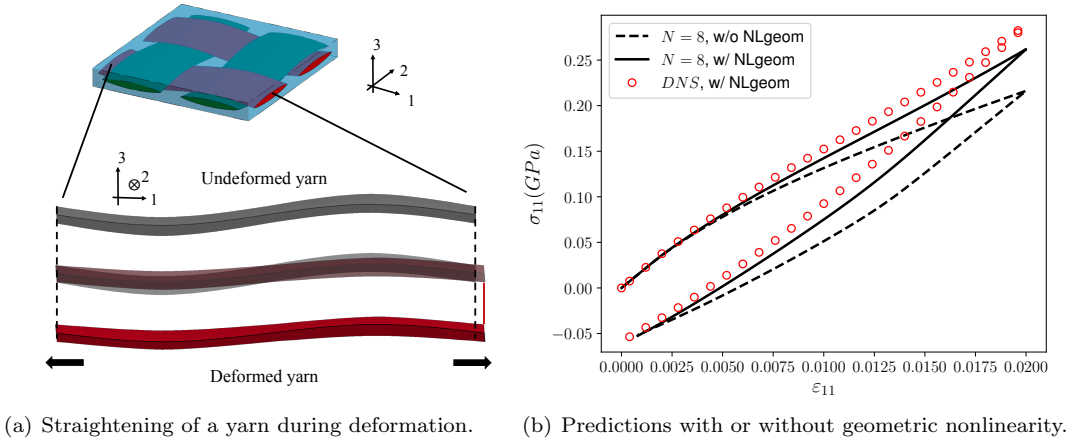 3
2
1
3
2
1
Undeformed yarn
Deformed yarn
(a) Straightening of a yarn during deformation.
N = 8, w/o NLgeom
N = 8, w/ NLgeom
DNS, w/ NLgeom
σ11(GPa)
0.25
0.20
0.15
0.10
0.05
0.00
−0.05
0.0000 0.0025 0.0050 0.0075 0.0100 0.0125 0.0150 0.0175 0.020
ε11
(b) Predictions with or without geometric nonlinearity.